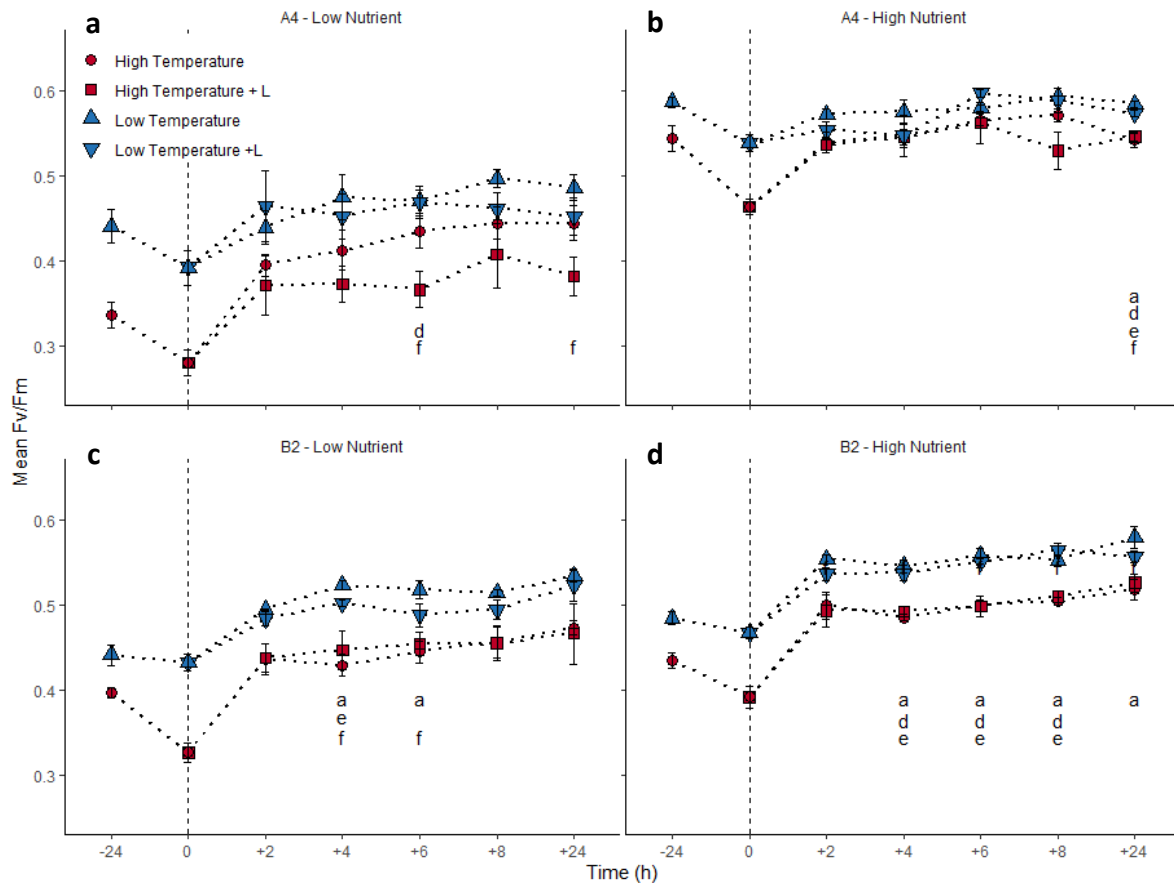 a
A4 - Low Nutrient
High Temperature
High Temperature + L
Low Temperature
Low Temperature +L
0.6
0.5
0.4
0.3
d
f
f
b
A4 - High Nutrient
a
d
e
f
Mean Fv/Fm
c
B2 - Low Nutrient
0.6
0.5
0.4
0.3
a
e
f
a
f
-24 0 +2 +4 +6 +8 +24
d
B2 - High Nutrient
a a a a
d d d
e e e
-24 0 +2 +4 +6 +8 +24
Time (h)